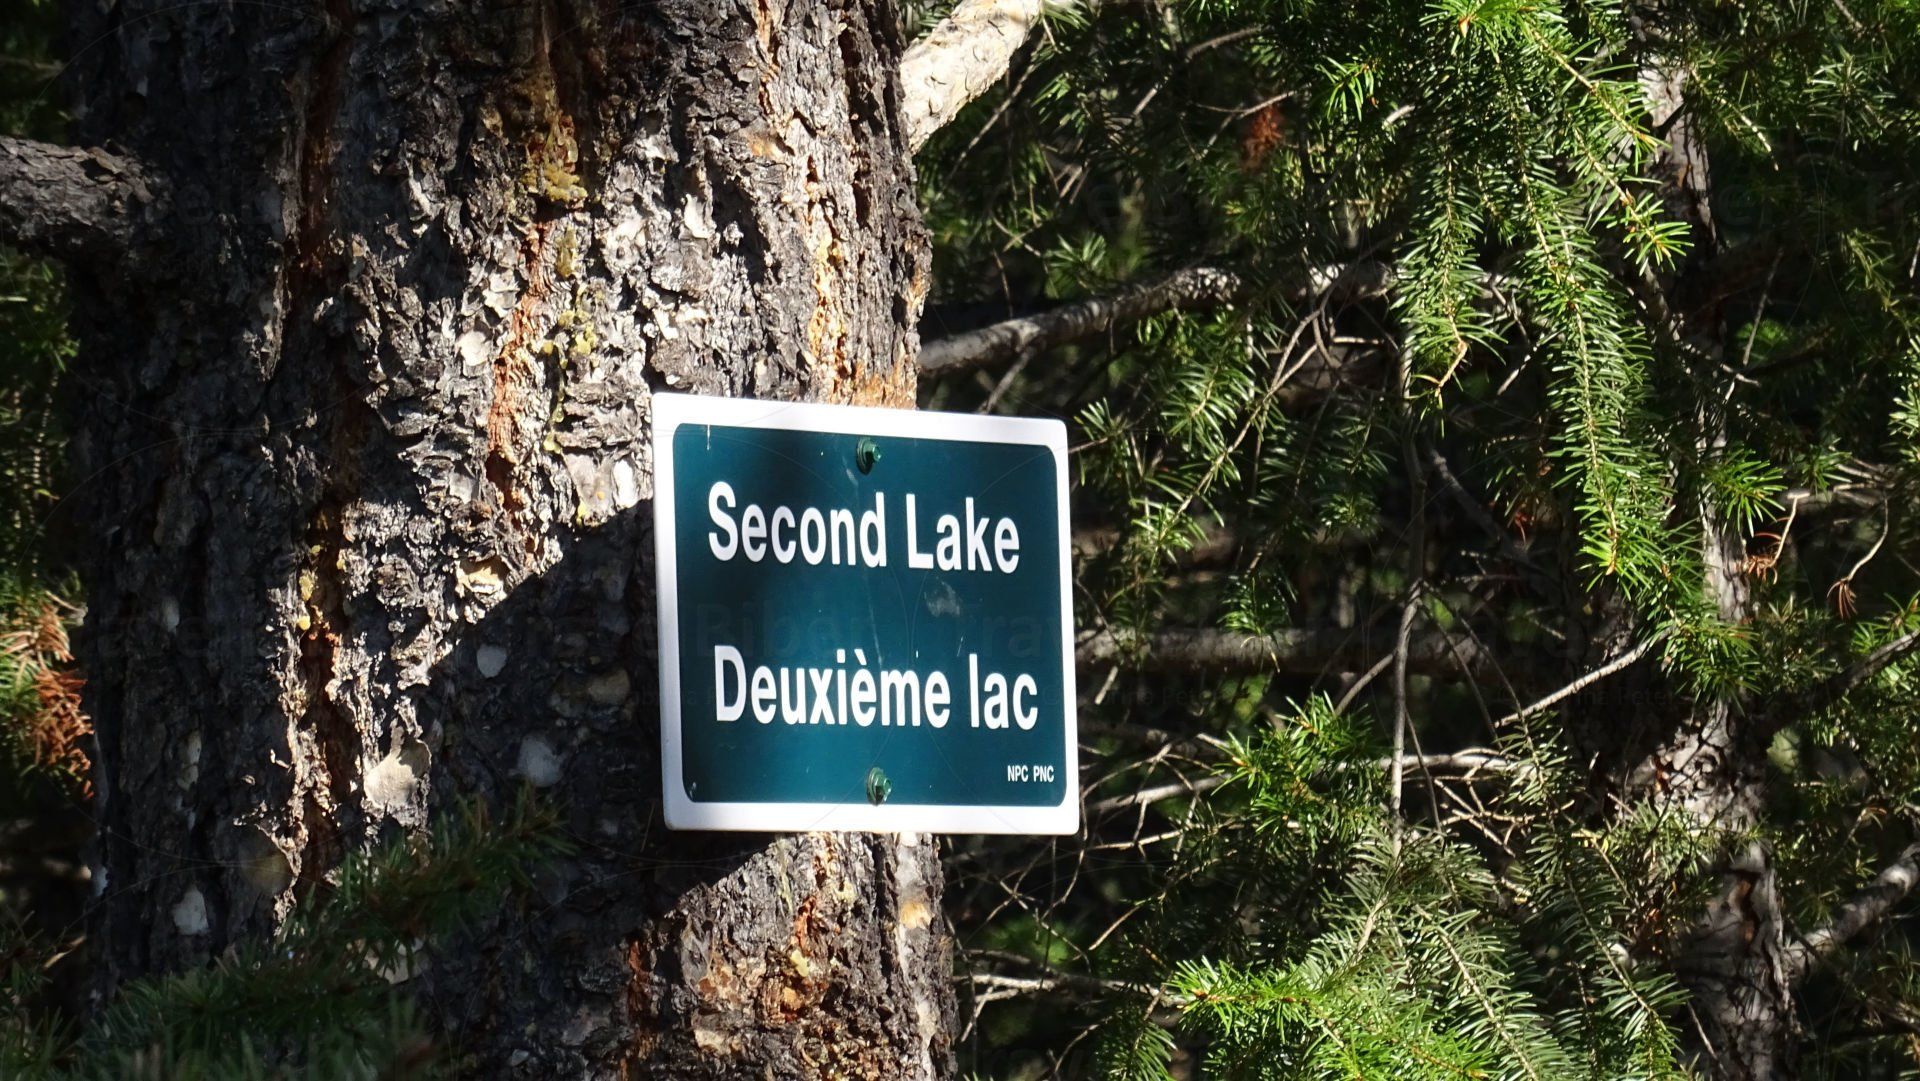 Second Lake
Deuxième lac
NPC PNC